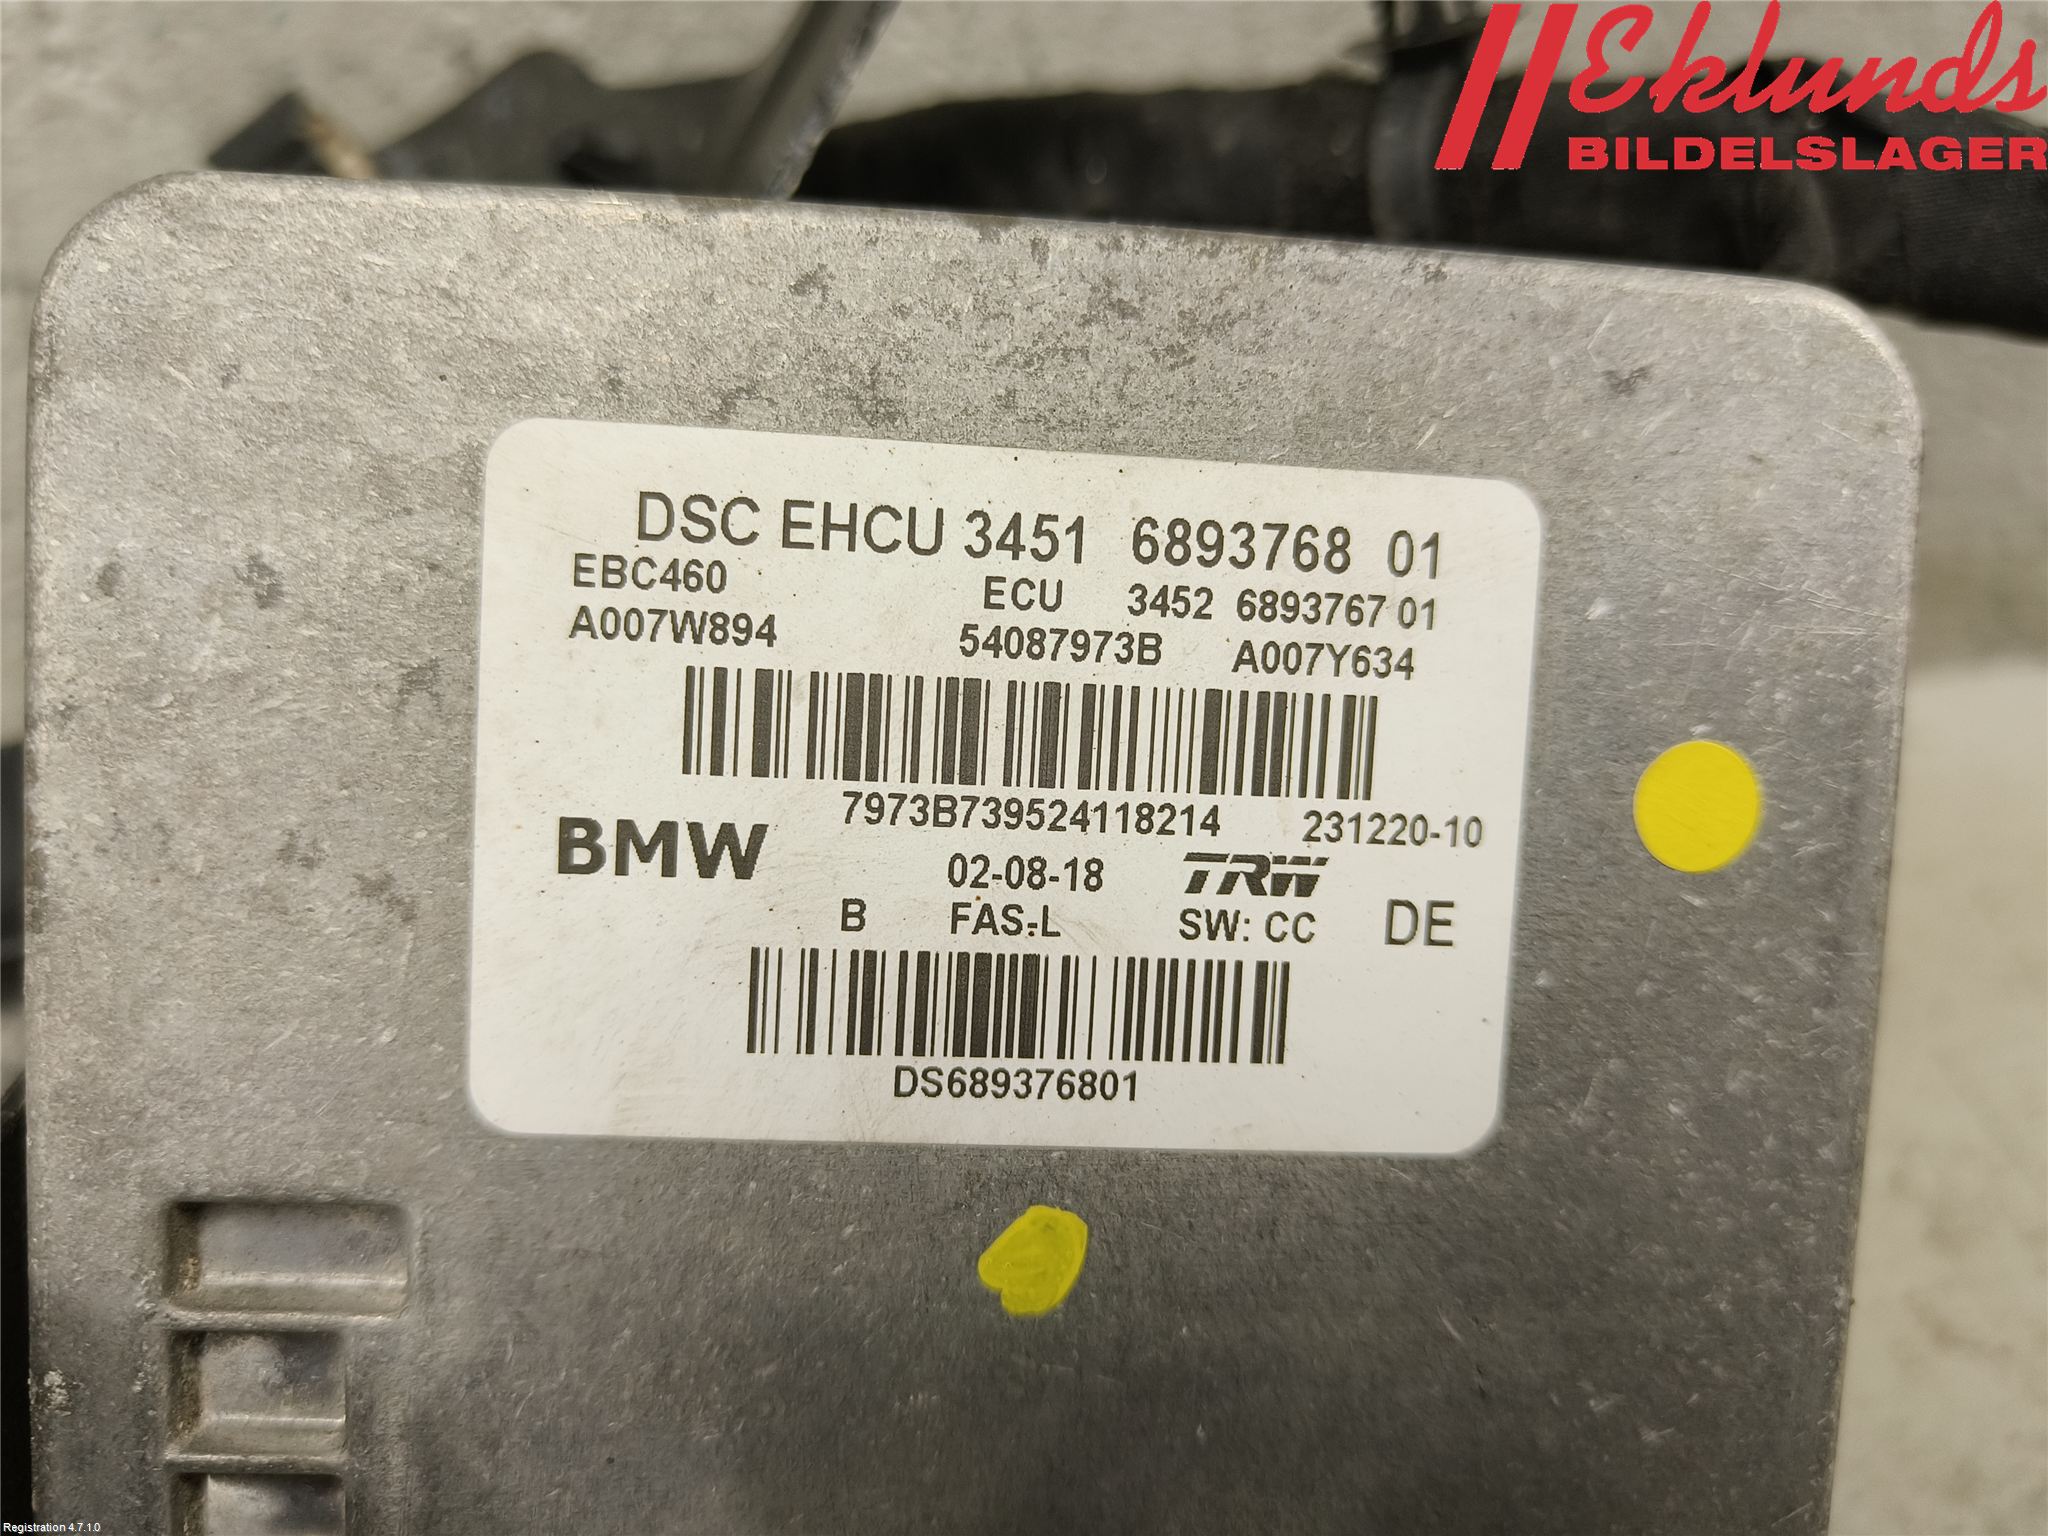 Eklunds
BILDELSLAGER
DSC EHCU 3451 6893768 01
EBC460 ECU 3452 6893767 01
A007W894 54087973B A007Y634
7973B739524118214 231220-10
BMW 02-08-18 TRW
B FAS-L SW: CC DE
DS689376801
Registration 4.7.1.0